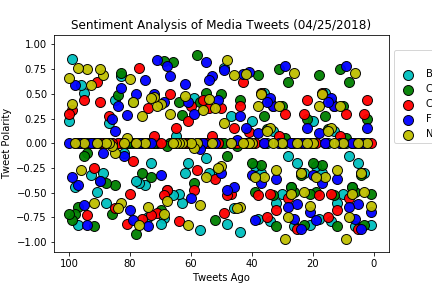 Sentiment Analysis of Media Tweets (04/25/2018)
1.00
0.75
0.50
0.25
0.00
−0.25
−0.50
−0.75
−1.00
Tweet Polarity
100
80
60
40
20
0
Tweets Ago
B
C
C
F
N